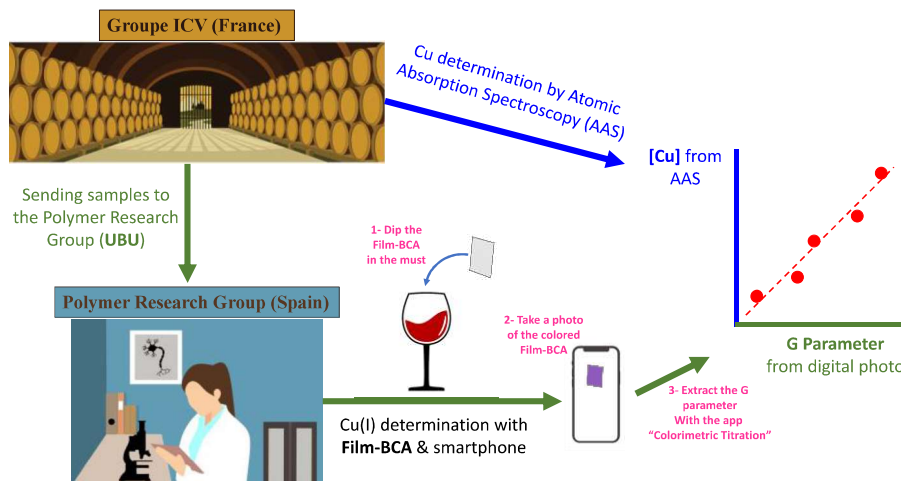 Groupe ICV (France)
Cu determination by Atomic
Absorption Spectroscopy (AAS)
[Cu] from
AAS
Sending samples to
the Polymer Research
Group (UBU)
1- Dip the
Film-BCA
in the must
Polymer Research Group (Spain)
2- Take a photo
of the colored
Film-BCA
G Parameter
from digital photo
3- Extract the G
parameter
With the app
“Colorimetric Titration”
Cu(I) determination with
Film-BCA & smartphone